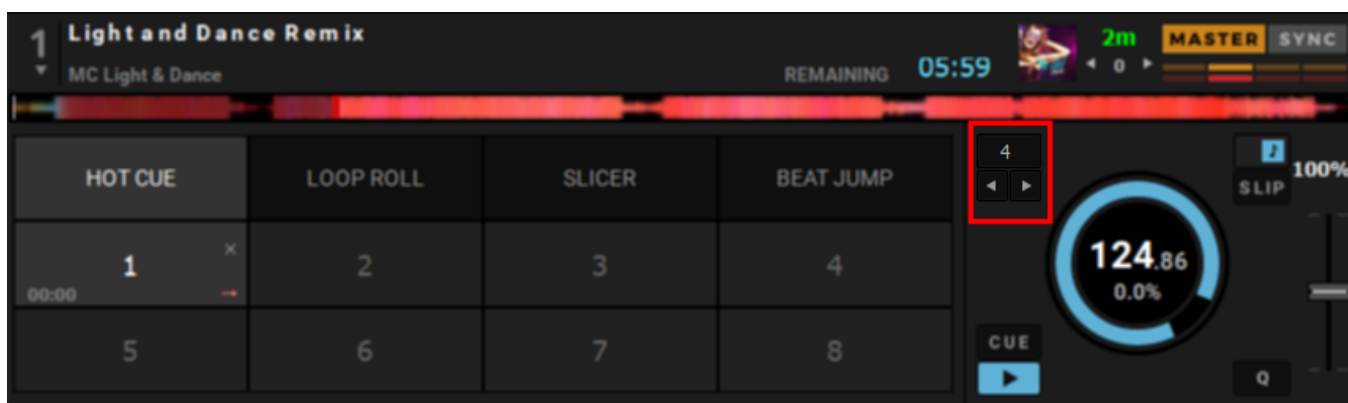 1 Light and Dance Remix
MC Light & Dance
REMAINING 05:59
2m
0
MASTER SYNC
HOT CUE LOOP ROLL SLICER BEAT JUMP
4
SLIP 100%
1 2 3 4
00:00
124.86
0.0%
5 6 7 8
CUE
Q